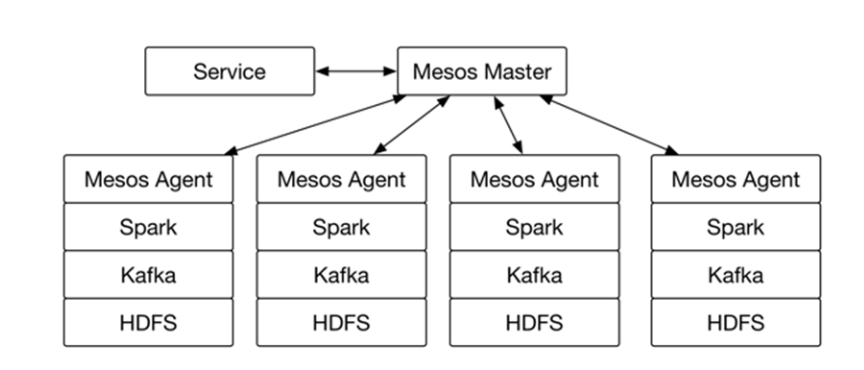 Service
Mesos Master
Mesos Agent
Mesos Agent
Mesos Agent
Mesos Agent
Spark
Spark
Spark
Spark
Kafka
Kafka
Kafka
Kafka
HDFS
HDFS
HDFS
HDFS